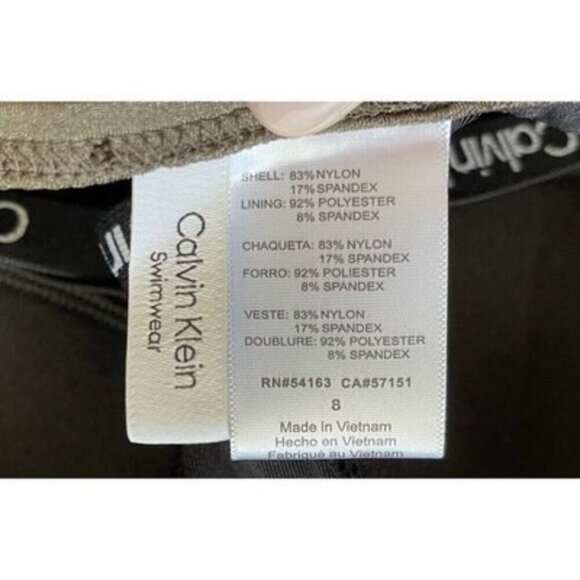 SHELL: 83%NYLON
17%SPANDEX
LINING: 92% POLYESTER
8% SPANDEX
CHAQUETA: 83% NYLON
17% SPANDEX
FORRO: 92% POLIESTER
8% SPANDEX
VESTE: 83%NYLON
17% SPANDEX
DOUBLURE: 92% POLYESTER
8% SPANDEX
RN#54163 CA#57151
8
Made in Vietnam
Hecho en Vietnam
Fabriqué au Vietnam
Calvin Klein
Swimwear
Calvin